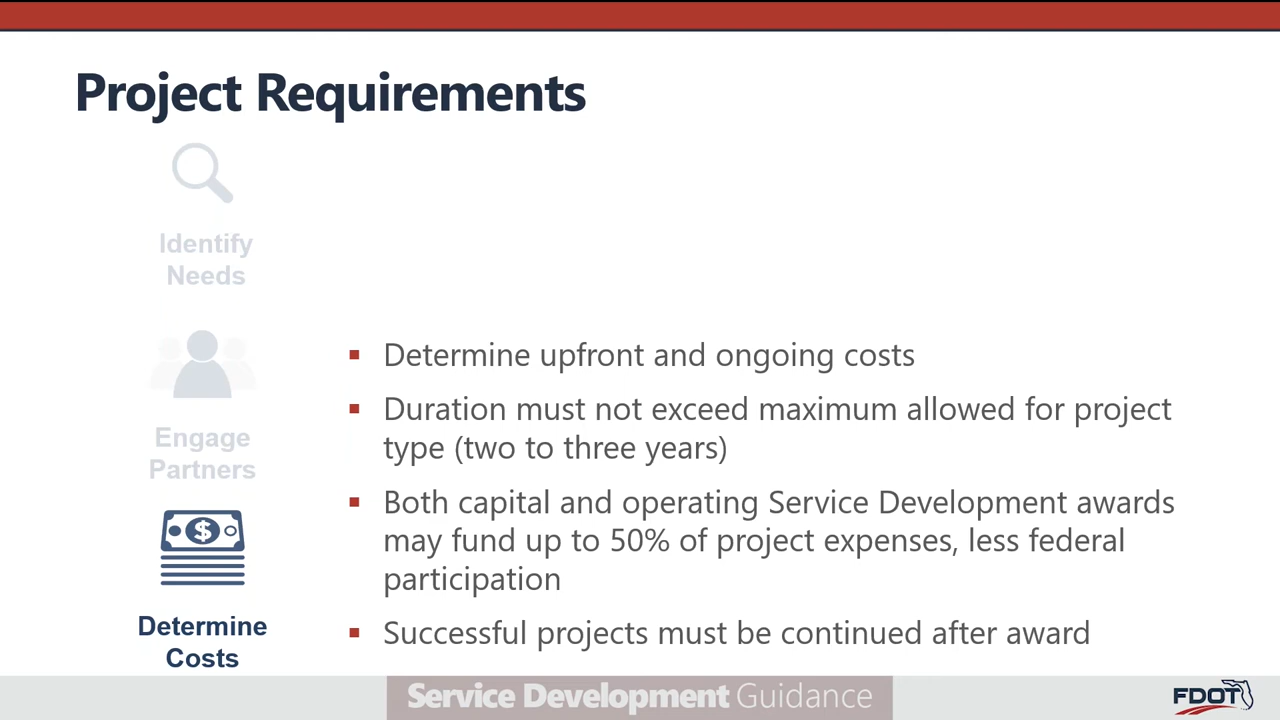 Project Requirements
Identify
Needs
Engage
Partners
Determine
Costs
▪ Determine upfront and ongoing costs
▪ Duration must not exceed maximum allowed for project
type (two to three years)
▪ Both capital and operating Service Development awards
may fund up to 50% of project expenses, less federal
participation
▪ Successful projects must be continued after award
Service Development Guidance
FDOT